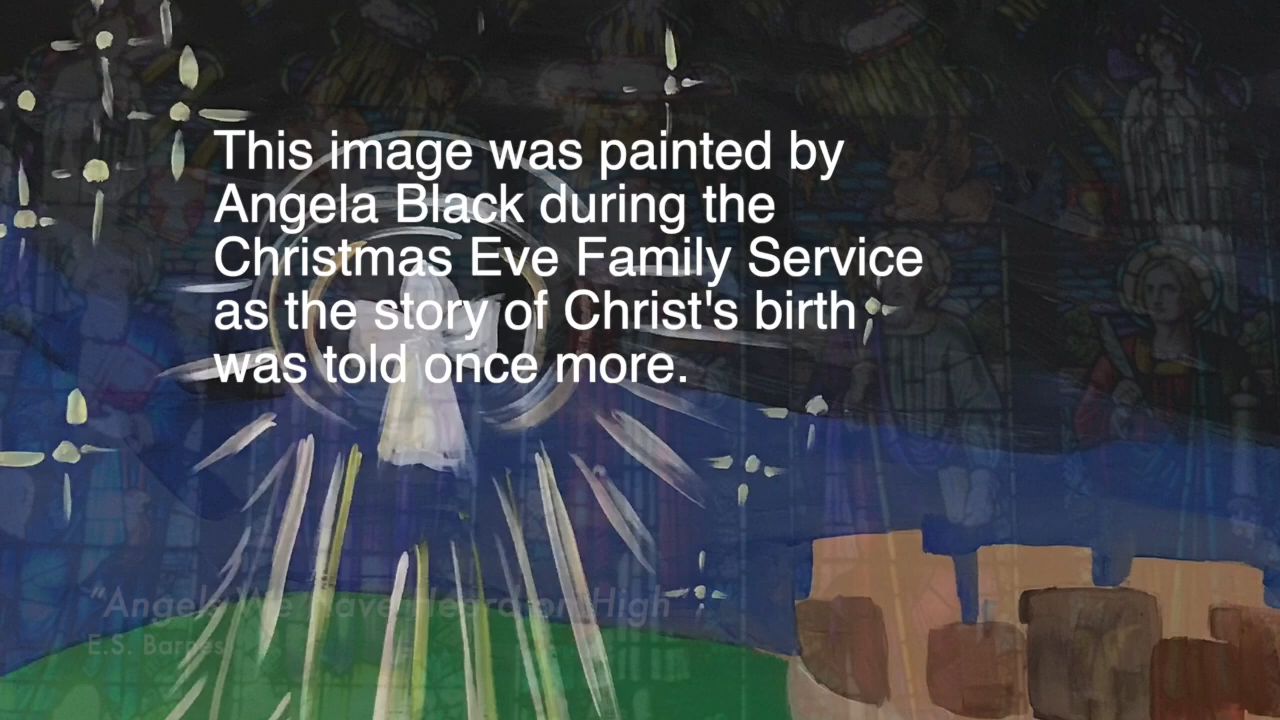 This image was painted by
Angela Black during the
Christmas Eve Family Service
as the story of Christ's birth
was told once more.
"Angels We Have Heard on High
E.S. Barnes